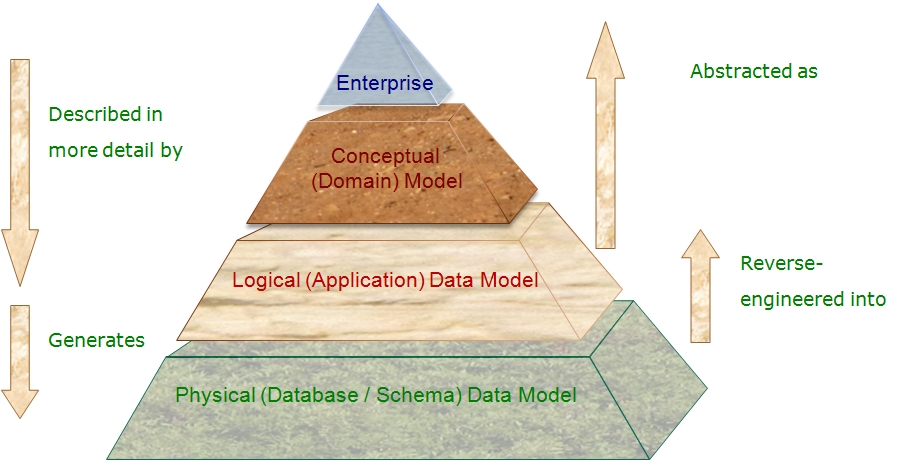 Enterprise
Abstracted as
Described in
more detail by
Conceptual
(Domain) Model
Logical (Application) Data Model
Reverse-
engineered into
Generates
Physical (Database / Schema) Data Model